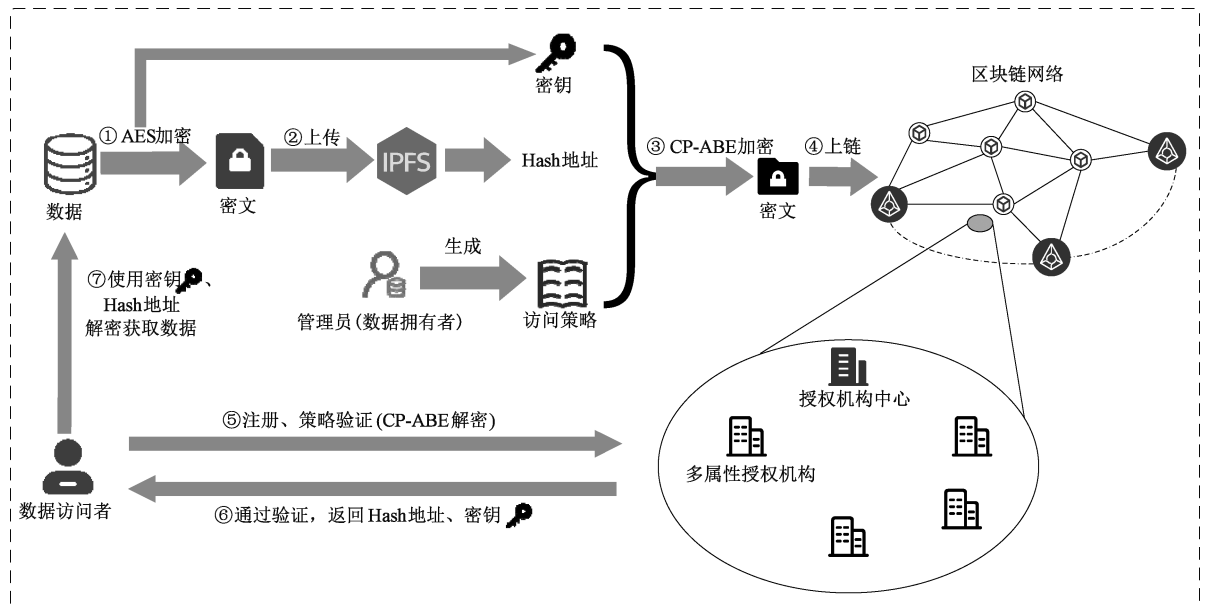 密钥
区块链网络
①AES加密
②上传
IPFS
Hash地址
③CP-ABE加密
④上链
数据
密文
密文
生成
⑦使用密钥、
Hash地址
解密获取数据
管理员(数据拥有者)
访问策略
授权机构中心
⑤注册、策略验证(CP-ABE解密)
多属性授权机构
数据访问者
⑥通过验证，返回Hash地址、密钥